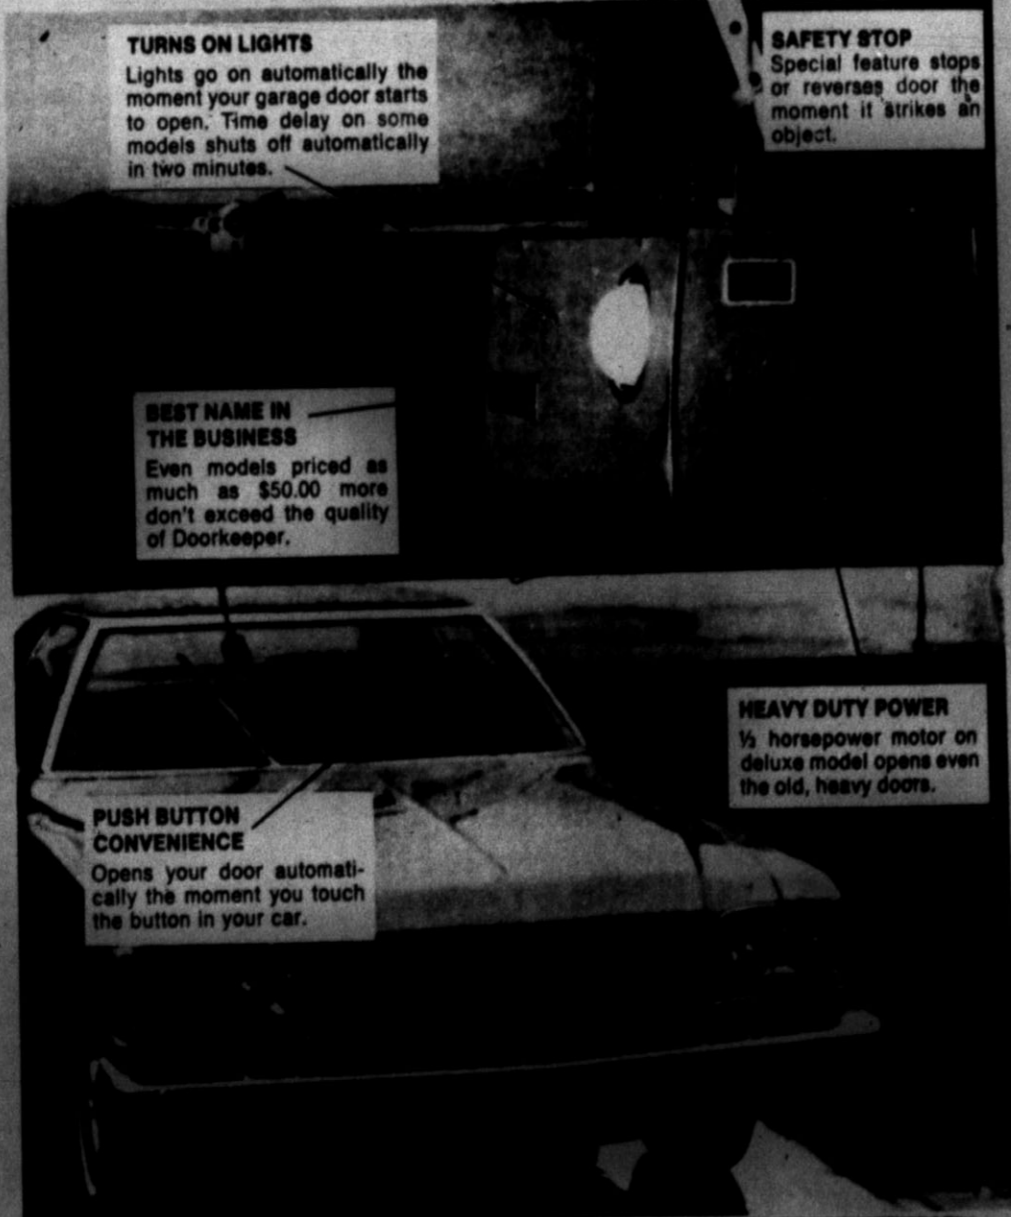 TURNS ON LIGHTS
Lights go on automatically the
moment your garage door starts
to open. Time delay on some
models shuts off automatically
in two minutes.
SAFETY STOP
Special feature stops
or reverses door the
moment it strikes an
object.
BEST NAME IN
THE BUSINESS
Even models priced as
much as $50.00 more
don't exceed the quality
of Doorkeeper.
HEAVY DUTY POWER
⅓ horsepower motor on
deluxe model opens even
the old, heavy doors.
PUSH BUTTON
CONVENIENCE
Opens your door automati-
cally the moment you touch
the button in your car.